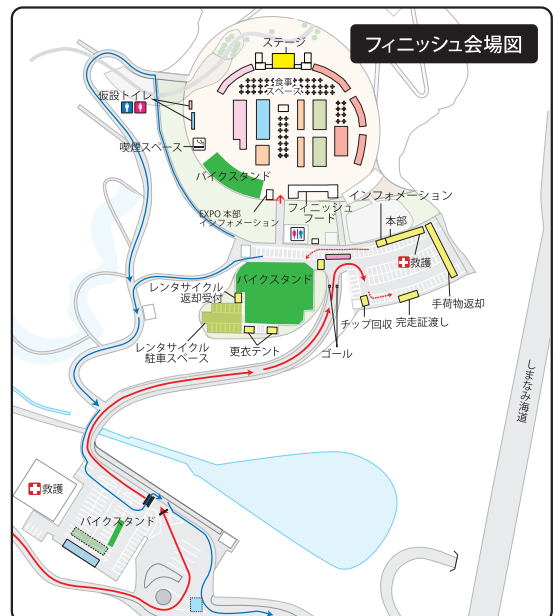 フィニッシュ会場図
ステージ
食事
スペース
仮設トイレ
喫煙スペース
バイクスタンド
EXPO 本部
インフォメーション
フィニッシュ
フード
インフォメーション
本部
救護
手荷物返却
レンタサイクル
返却受付
バイクスタンド
チップ回収
完走証渡し
レンタサイクル
駐車スペース
更衣テント
ゴール
しまなみ海道
救護
バイクスタンド